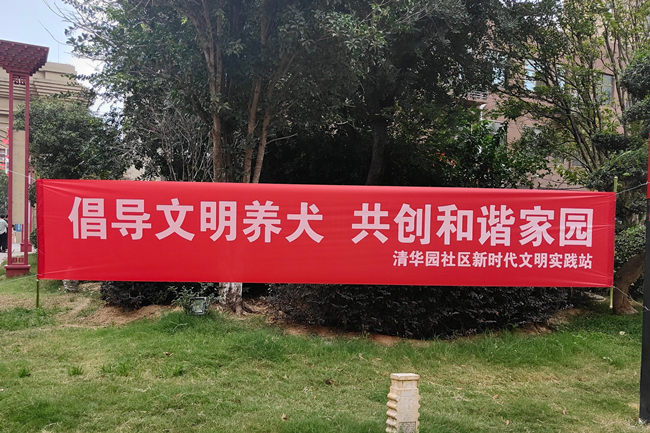 倡导文明养犬 共创和谐家园
清华园社区新时代文明实践站